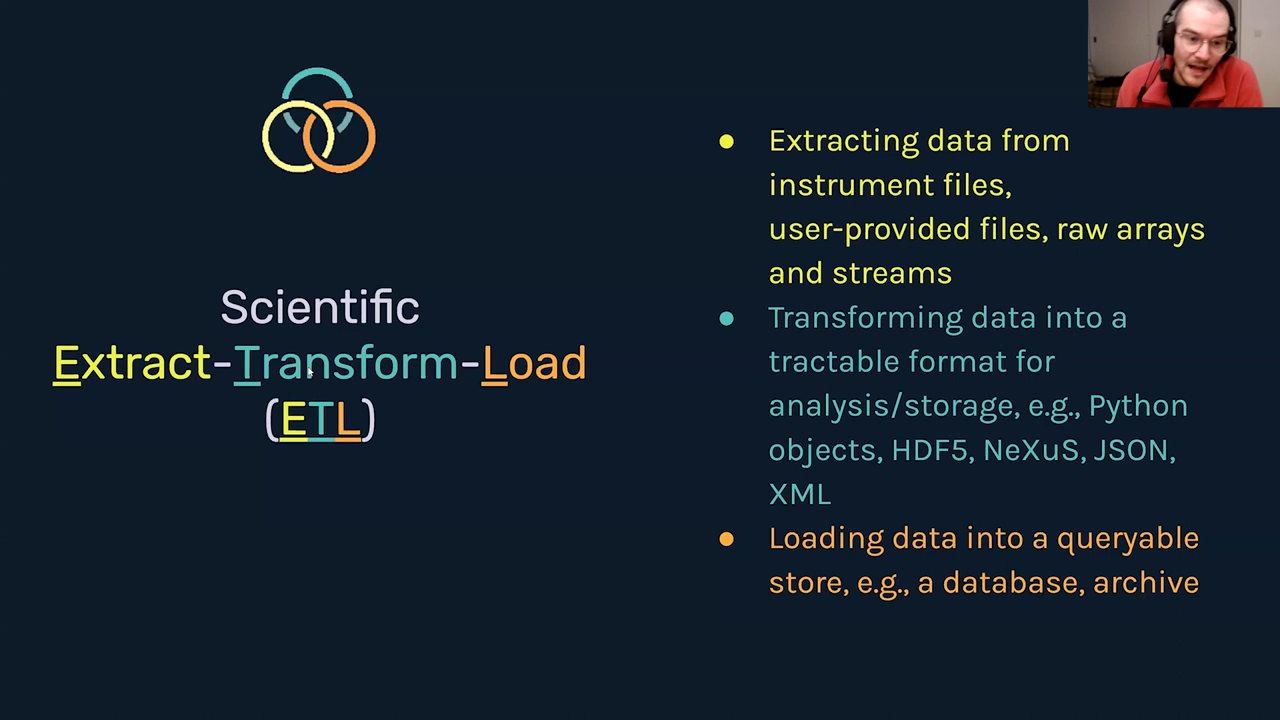 Scientific
Extract-Transform-Load
(ETL)
● Extracting data from
instrument files,
user-provided files, raw arrays
and streams
● Transforming data into a
tractable format for
analysis/storage, e.g., Python
objects, HDF5, NeXuS, JSON,
XML
● Loading data into a queryable
store, e.g., a database, archive